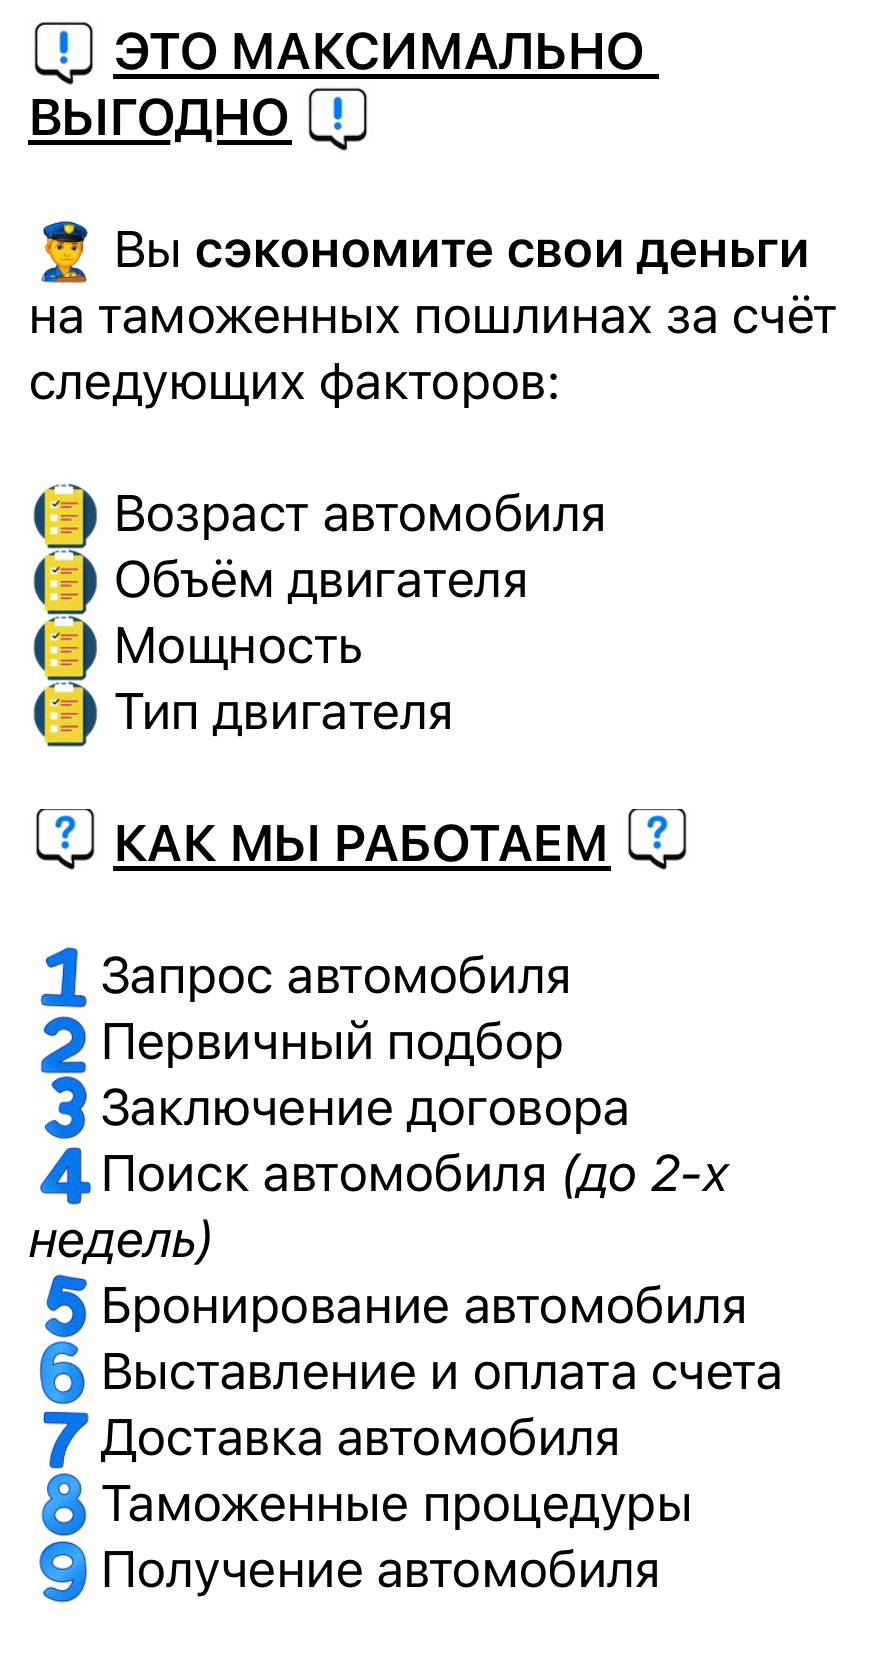 ЭТО МАКСИМАЛЬНО
ВЫГОДНО
Вы сэкономите свои деньги
на таможенных пошлинах за счёт
следующих факторов:
Возраст автомобиля
Объём двигателя
Мощность
Тип двигателя
КАК МЫ РАБОТАЕМ
1 Запрос автомобиля
2 Первичный подбор
3 Заключение договора
4 Поиск автомобиля (до 2-х
недель)
5 Бронирование автомобиля
6 Выставление и оплата счета
7 Доставка автомобиля
8 Таможенные процедуры
9 Получение автомобиля